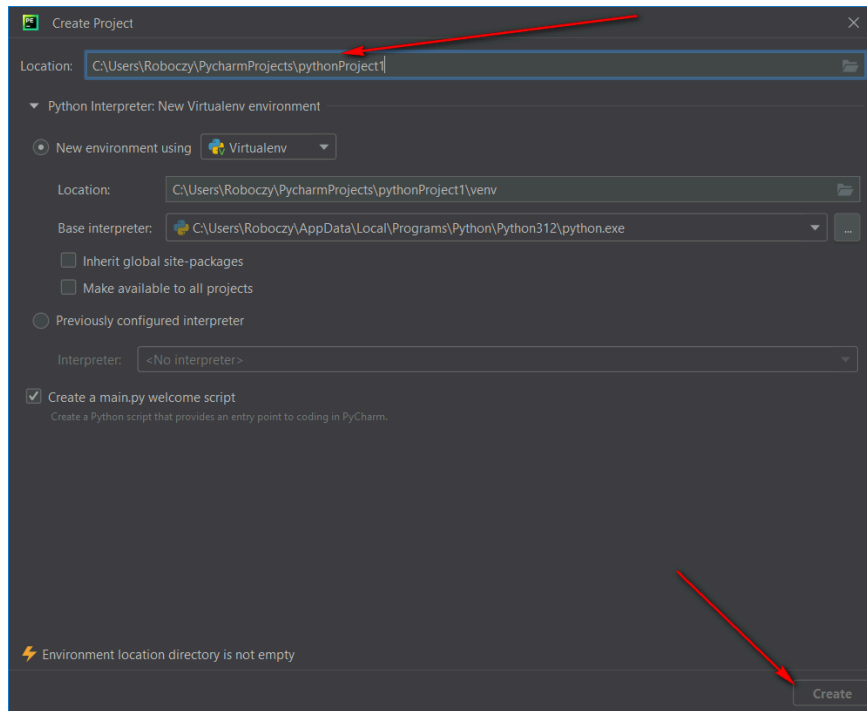 PE Create Project
Location: C:\Users\Roboczy\PycharmProjects\pythonProject1
Python Interpreter: New Virtualenv environment
New environment using Virtualenv
Location: C:\Users\Roboczy\PycharmProjects\pythonProject1\venv
Base interpreter: C:\Users\Roboczy\AppData\Local\Programs\Python\Python312\python.exe ...
Inherit global site-packages
Make available to all projects
Previously configured interpreter
Interpreter: <No interpreter>
Create a main.py welcome script
Create a Python script that provides an entry point to coding in PyCharm.
Environment location directory is not empty
Create